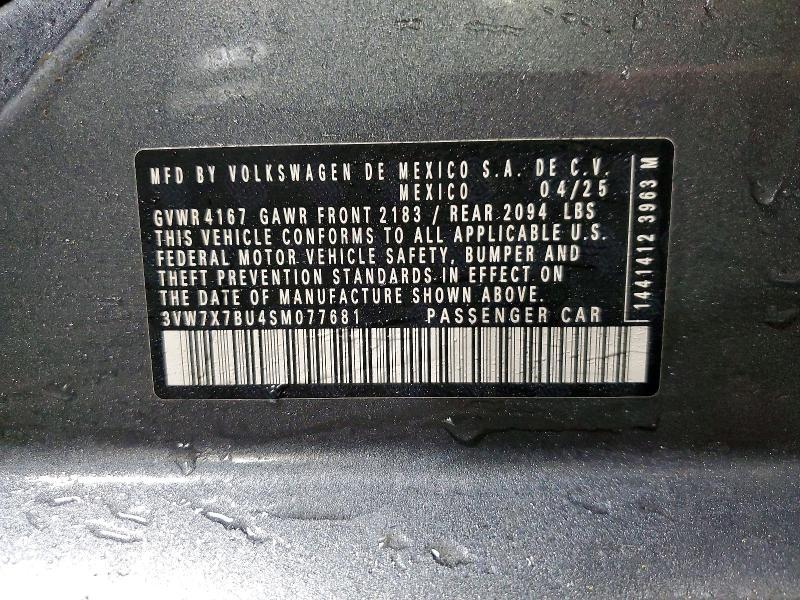 MFD BY VOLKSWAGEN DE MEXICO S.A. DE C.V.
MEXICO 04/25
GVWR 4167 GAWR FRONT 2183 / REAR 2094 LBS
THIS VEHICLE CONFORMS TO ALL APPLICABLE U.S.
FEDERAL MOTOR VEHICLE SAFETY, BUMPER AND
THEFT PREVENTION STANDARDS IN EFFECT ON
THE DATE OF MANUFACTURE SHOWN ABOVE.
3VW7X7BU4SM077681 PASSENGER CAR
1441412 3963 M